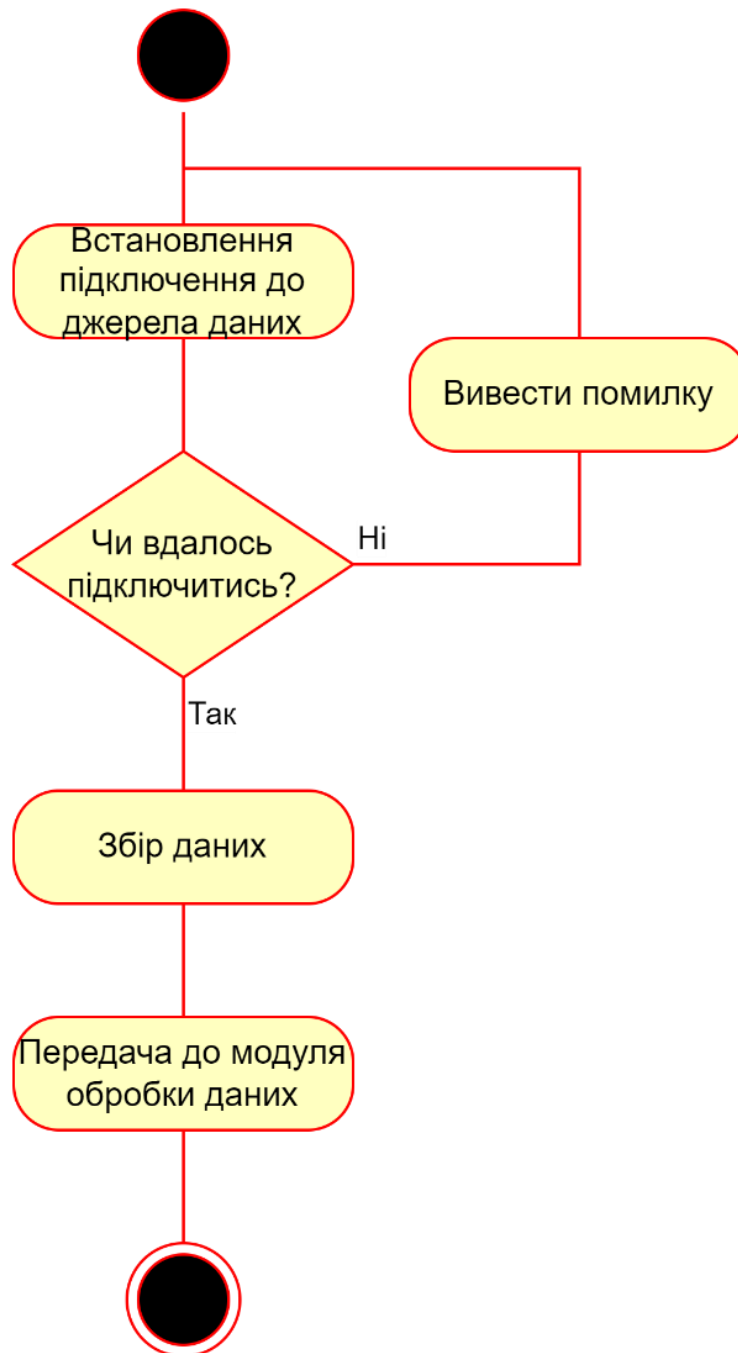 Встановлення
підключення до
джерела даних
Вивести помилку
Чи вдалось
підключитись?
Ні
Так
Збір даних
Передача до модуля
обробки даних